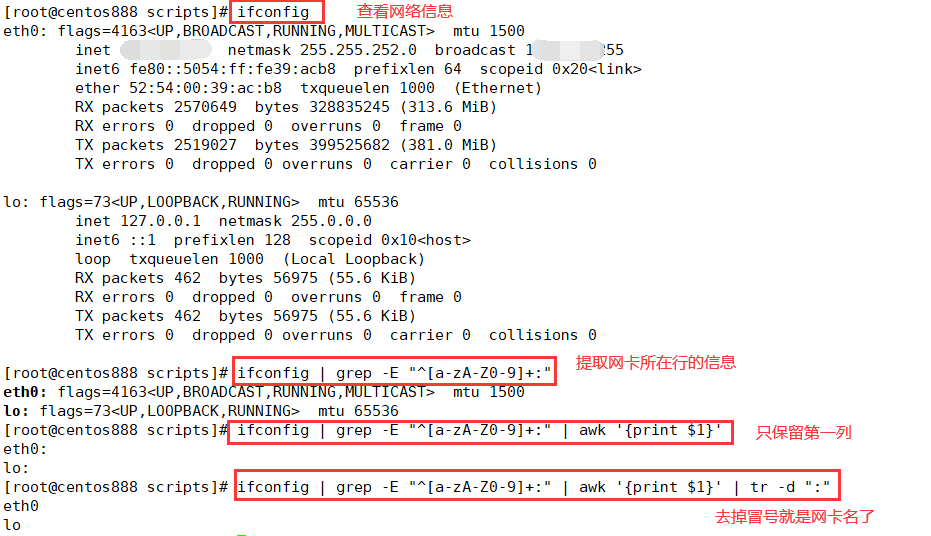 [root@centos888 scripts]# ifconfig 查看网络信息
eth0: flags=4163<UP,BROADCAST,RUNNING,MULTICAST>  mtu 1500
        inet   netmask 255.255.252.0  broadcast 1 255
        inet6 fe80::5054:ff:fe39:acb8  prefixlen 64  scopeid 0x20<link>
        ether 52:54:00:39:ac:b8  txqueuelen 1000  (Ethernet)
        RX packets 2570649  bytes 328835245 (313.6 MiB)
        RX errors 0  dropped 0  overruns 0  frame 0
        TX packets 2519027  bytes 399525682 (381.0 MiB)
        TX errors 0  dropped 0 overruns 0  carrier 0  collisions 0
lo: flags=73<UP,LOOPBACK,RUNNING>  mtu 65536
        inet 127.0.0.1  netmask 255.0.0.0
        inet6 ::1  prefixlen 128  scopeid 0x10<host>
        loop  txqueuelen 1000  (Local Loopback)
        RX packets 462  bytes 56975 (55.6 KiB)
        RX errors 0  dropped 0  overruns 0  frame 0
        TX packets 462  bytes 56975 (55.6 KiB)
        TX errors 0  dropped 0 overruns 0  carrier 0  collisions 0
[root@centos888 scripts]# ifconfig | grep -E "^[a-zA-Z0-9]+:" 提取网卡所在行的信息
eth0: flags=4163<UP,BROADCAST,RUNNING,MULTICAST>  mtu 1500
lo: flags=73<UP,LOOPBACK,RUNNING>  mtu 65536
[root@centos888 scripts]# ifconfig | grep -E "^[a-zA-Z0-9]+:" | awk '{print $1}' 只保留第一列
eth0:
lo:
[root@centos888 scripts]# ifconfig | grep -E "^[a-zA-Z0-9]+:" | awk '{print $1}' | tr -d ":"
eth0 去掉冒号就是网卡名了
lo